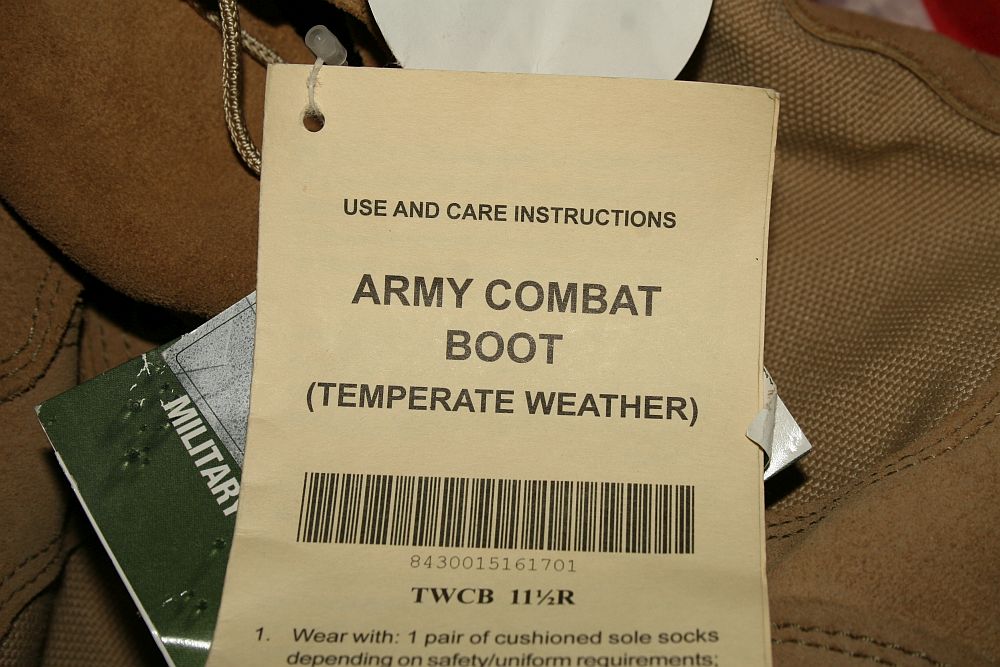 USE AND CARE INSTRUCTIONS
ARMY COMBAT
BOOT
(TEMPERATE WEATHER)
8430015161701
TWCB 11½R
1. Wear with: 1 pair of cushioned sole socks
depending on safety/uniform requirements;
MILITARY